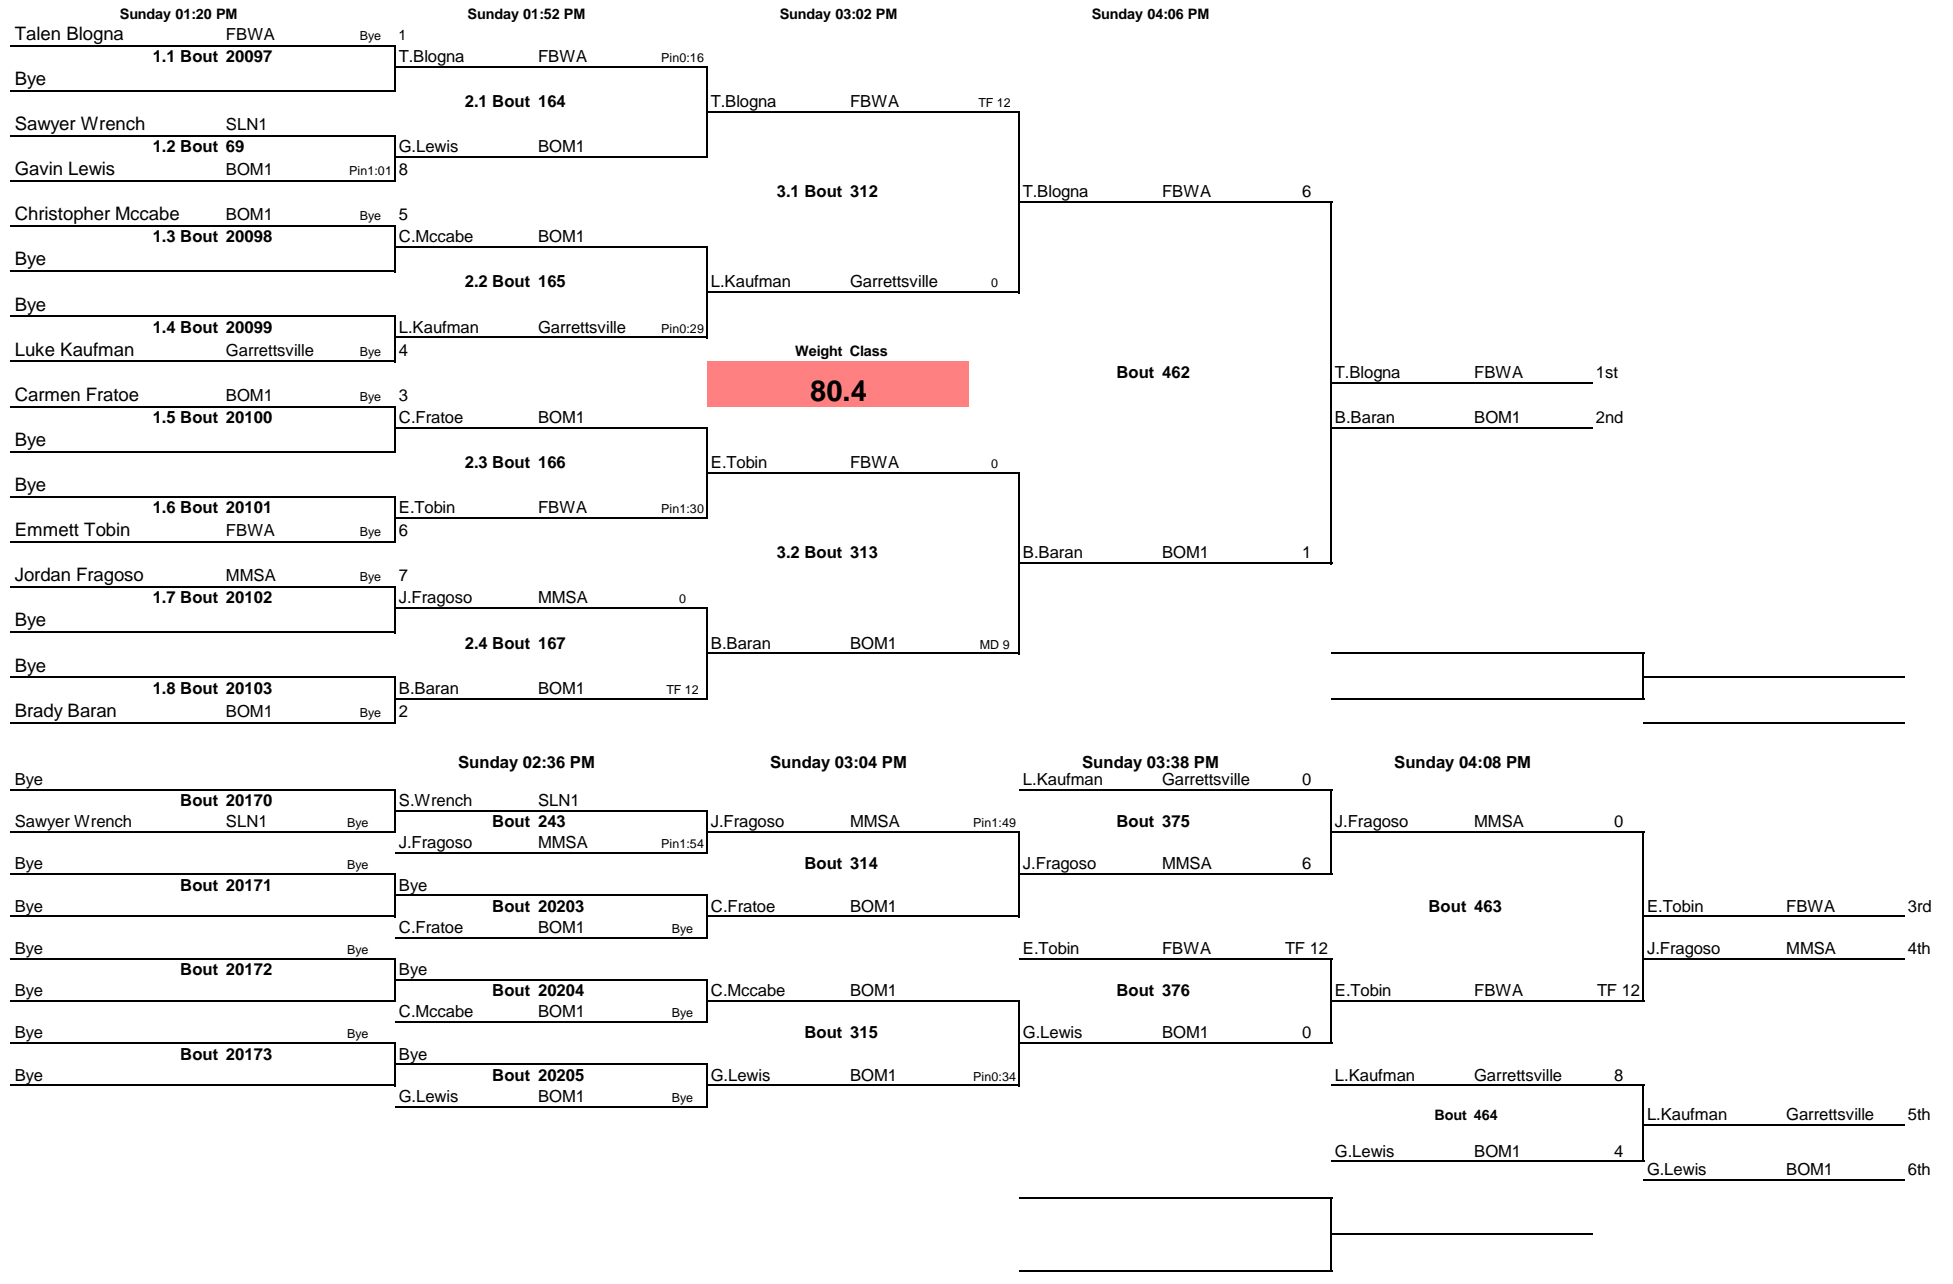 Sunday 01:20 PM Sunday 01:52 PM Sunday 03:02 PM Sunday 04:06 PM
Talen Blogna FBWA Bye 1
1.1 Bout 20097 T.Blogna FBWA Pin0:16
Bye
2.1 Bout 164 T.Blogna FBWA TF 12
Sawyer Wrench SLN1
1.2 Bout 69 G.Lewis BOM1
Gavin Lewis BOM1 Pin1:01 8
3.1 Bout 312 T.Blogna FBWA 6
Christopher Mccabe BOM1 Bye 5
1.3 Bout 20098 C.Mccabe BOM1
Bye
2.2 Bout 165 L.Kaufman Garrettsville 0
Bye
1.4 Bout 20099 L.Kaufman Garrettsville Pin0:29
Luke Kaufman Garrettsville Bye 4 Weight Class
Bout 462 T.Blogna FBWA 1st
Carmen Fratoe BOM1 Bye 3 80.4
1.5 Bout 20100 C.Fratoe BOM1 B.Baran BOM1 2nd
Bye
2.3 Bout 166 E.Tobin FBWA 0
Bye
1.6 Bout 20101 E.Tobin FBWA Pin1:30
Emmett Tobin FBWA Bye 6
3.2 Bout 313 B.Baran BOM1 1
Jordan Fragoso MMSA Bye 7
1.7 Bout 20102 J.Fragoso MMSA 0
Bye
2.4 Bout 167 B.Baran BOM1 MD 9
Bye
1.8 Bout 20103 B.Baran BOM1 TF 12
Brady Baran BOM1 Bye 2
Sunday 02:36 PM Sunday 03:04 PM Sunday 03:38 PM Sunday 04:08 PM
Bye L.Kaufman Garrettsville 0
Bout 20170 S.Wrench SLN1
Sawyer Wrench SLN1 Bye Bout 243 J.Fragoso MMSA Pin1:49 Bout 375 J.Fragoso MMSA 0
J.Fragoso MMSA Pin1:54
Bye Bye Bout 314 J.Fragoso MMSA 6
Bout 20171 Bye
Bye Bout 20203 C.Fratoe BOM1 Bout 463 E.Tobin FBWA 3rd
C.Fratoe BOM1 Bye
Bye Bye E.Tobin FBWA TF 12 J.Fragoso MMSA 4th
Bout 20172 Bye
Bye Bout 20204 C.Mccabe BOM1 Bout 376 E.Tobin FBWA TF 12
C.Mccabe BOM1 Bye
Bye Bye Bout 315 G.Lewis BOM1 0
Bout 20173 Bye
Bye Bout 20205 G.Lewis BOM1 Pin0:34 L.Kaufman Garrettsville 8
G.Lewis BOM1 Bye
Bout 464 L.Kaufman Garrettsville 5th
G.Lewis BOM1 4
G.Lewis BOM1 6th